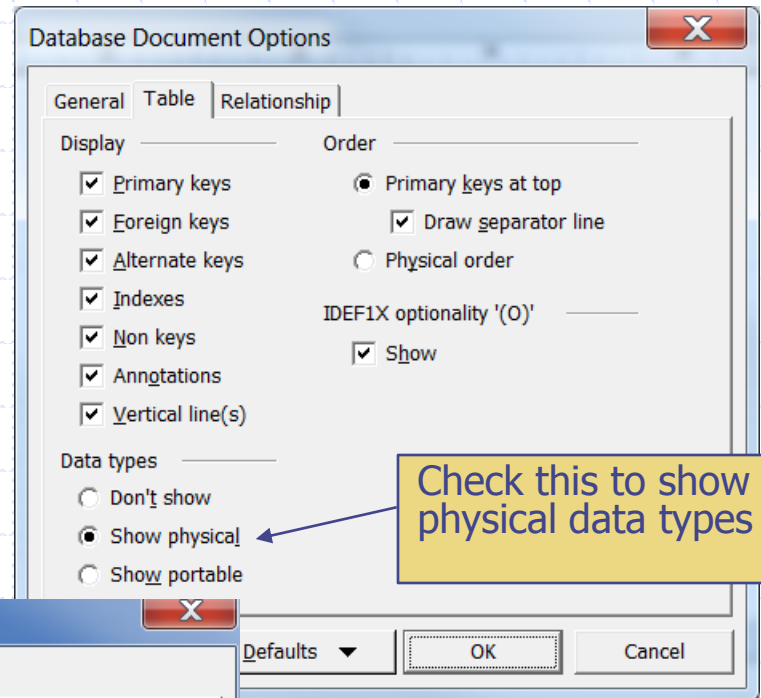 Database Document Options
General Table Relationship
Display
Primary keys
Foreign keys
Alternate keys
Indexes
Non keys
Annotations
Vertical line(s)
Data types
Don't show
Show physical
Show portable
Order
Primary keys at top
Draw separator line
Physical order
IDEF1X optionality '(O)'
Show
Check this to show
physical data types
Defaults OK Cancel